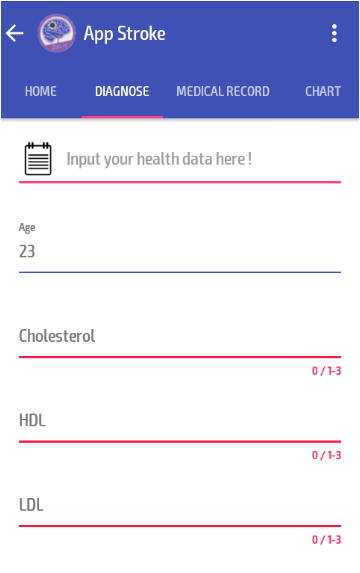 App Stroke
HOME DIAGNOSE MEDICAL RECORD CHART
Input your health data here !
Age
23
Cholesterol
0 / 1-3
HDL
0 / 1-3
LDL
0 / 1-3